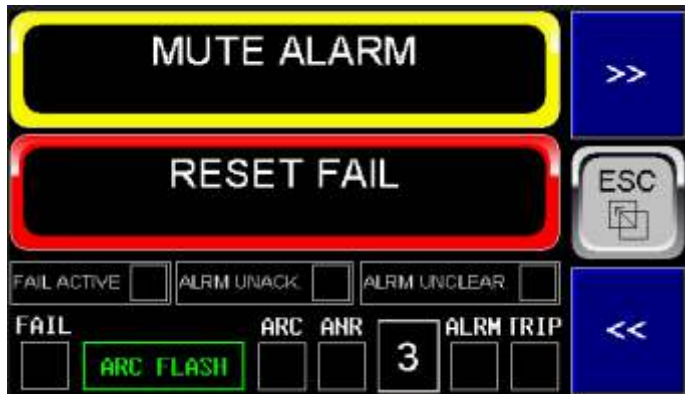 MUTE ALARM
>>
RESET FAIL
ESC
FAIL ACTIVE
ALRM UNACK.
ALRM UNCLEAR
FAIL
ARC
ANR
ALRM
TRIP
ARC FLASH
3
<<